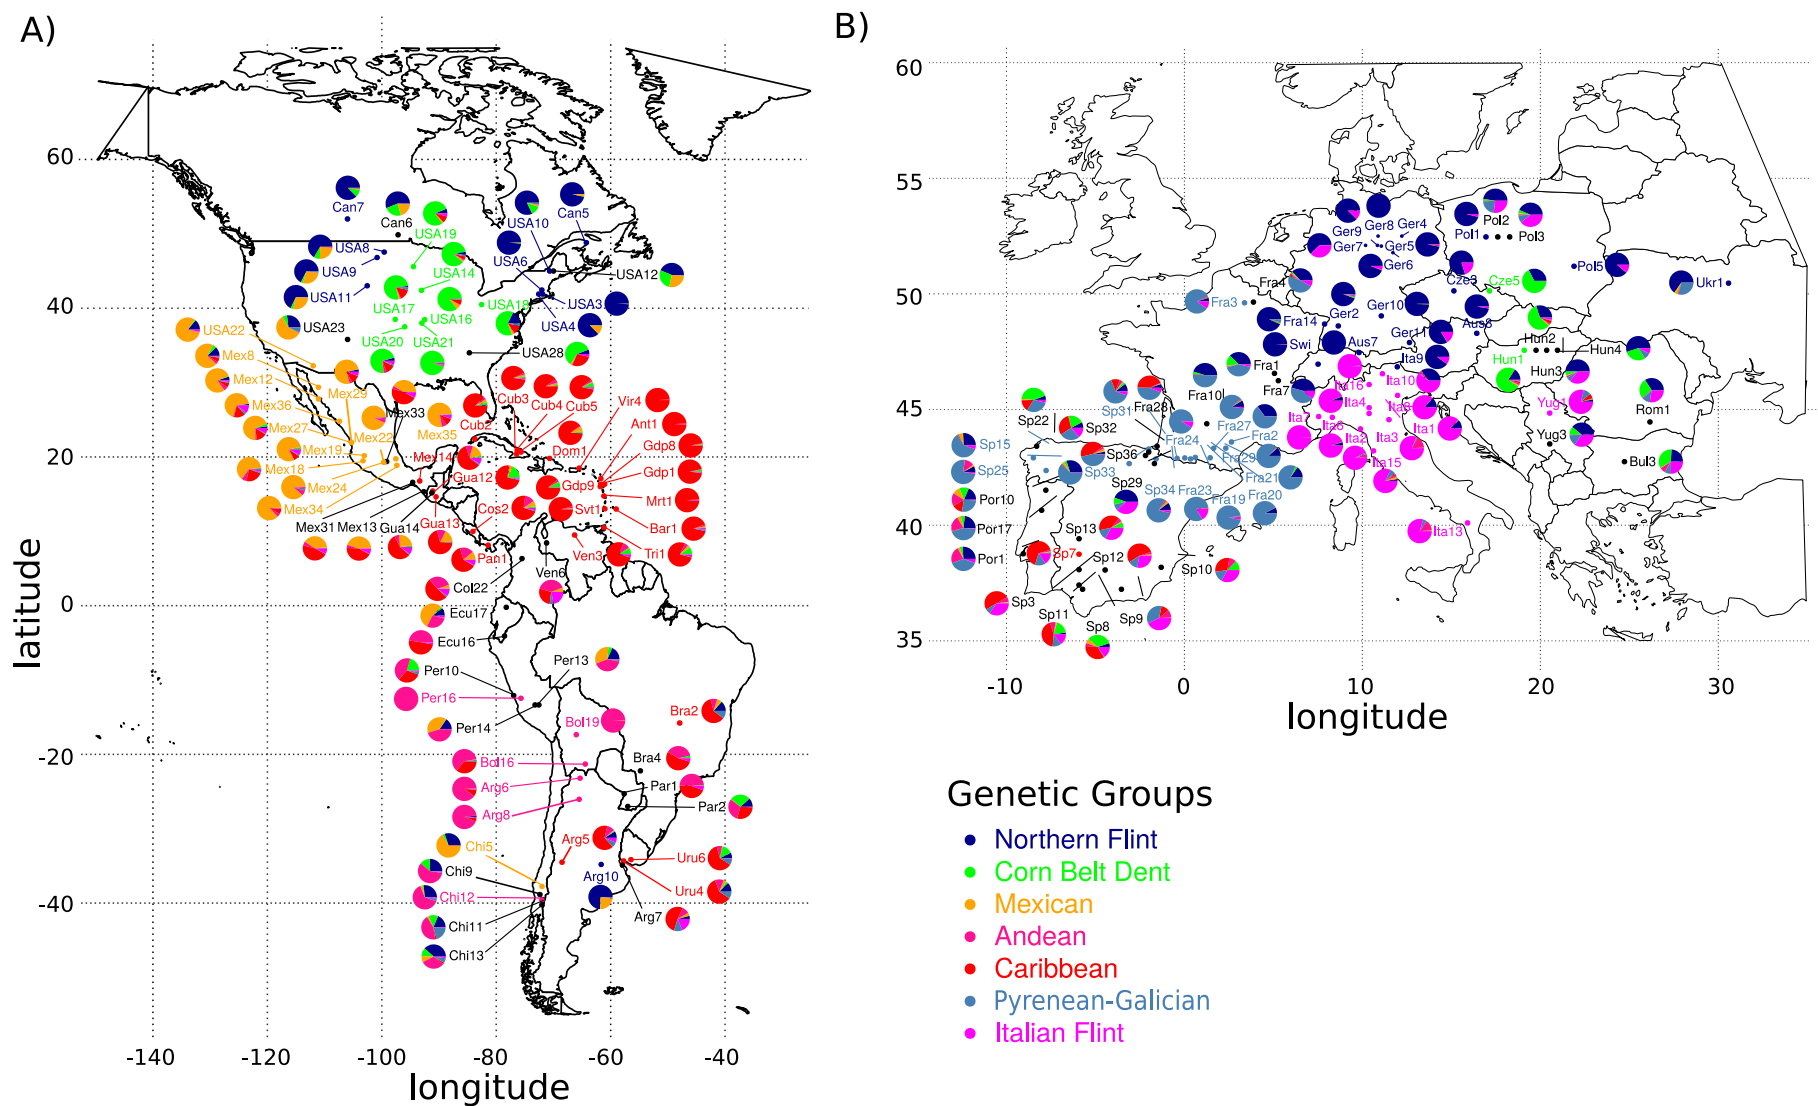 A)
B)
latitude
60
40
20
0
-20
-40
-140
-120
-100
-80
-60
-40
longitude
Can7
Can6
USA19
USA10
Can5
USA8
USA9
USA11
USA14
USA6
USA12
USA17
USA16
USA18
USA3
USA4
USA22
USA23
USA20
USA21
USA28
Mex8
Mex12
Mex29
Mex36
Mex33
Mex27
Mex22
Mex35
Mex19
Mex18
Mex14
Mex24
Mex34
Mex31
Mex13
Gua14
Gua12
Gua13
Cub3
Cub4
Cub5
Cub2
Vir4
Ant1
Gdp8
Dom1
Gdp1
Gdp9
Mrt1
Svt1
Bar1
Cos2
Pan1
Ven3
Tri1
Ven6
Col22
Ecu17
Ecu16
Per13
Per10
Per16
Per14
Bol19
Bra2
Bol16
Bra4
Arg6
Par1
Arg8
Par2
Chi5
Arg5
Uru6
Chi9
Arg10
Chi12
Uru4
Chi11
Arg7
Chi13
60
55
50
45
40
35
-10
0
10
20
30
longitude
Ger9
Ger8
Ger4
Pol1
Pol2
Pol3
Ger7
Ger5
Ger6
Fra4
Cze3
Cze5
Pol5
Ukr1
Fra3
Fra14
Ger2
Ger10
Ger11
Aus8
Swi
Aus7
Ita9
Hun2
Hun4
Hun1
Hun3
Fra1
Fra7
Fra10
Ita16
Ita10
Ita4
Ita8
Yug1
Rom1
Sp22
Sp32
Sp31
Fra28
Fra27
Ita7
Ita6
Ita2
Ita3
Ita1
Yug3
Sp15
Sp36
Fra24
Fra2
Sp25
Sp33
Fra29
Fra21
Ita15
Bul3
Por10
Sp29
Sp34
Fra23
Fra19
Fra20
Por17
Sp13
Ita13
Por1
Sp7
Sp12
Sp10
Sp3
Sp11
Sp8
Sp9
Genetic Groups
Northern Flint
Corn Belt Dent
Mexican
Andean
Caribbean
Pyrenean-Galician
Italian Flint